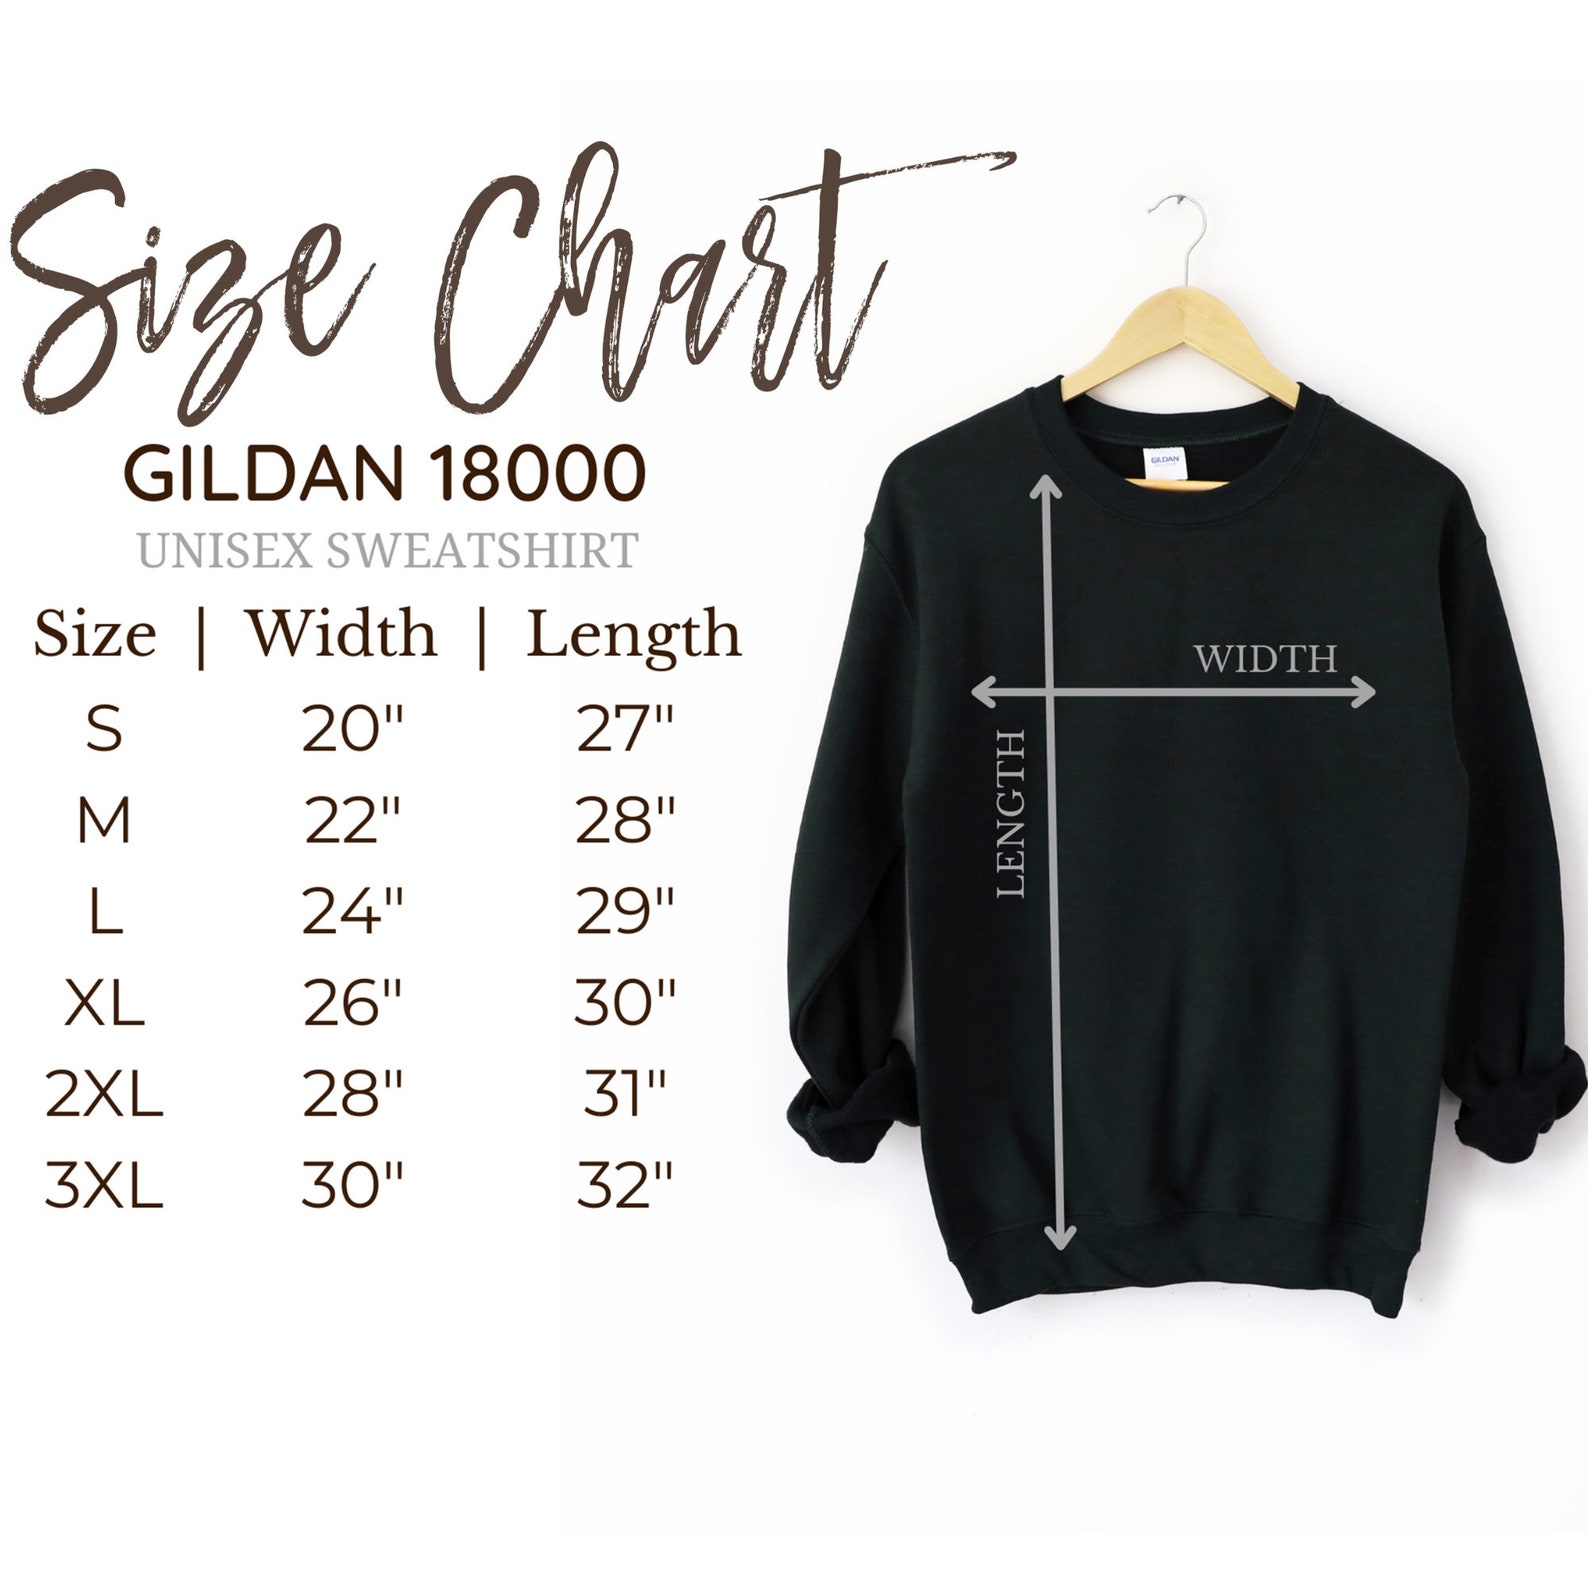 Size Chart
GILDAN 18000
UNISEX SWEATSHIRT
Size | Width | Length
S 20" 27"
M 22" 28"
L 24" 29"
XL 26" 30"
2XL 28" 31"
3XL 30" 32"
GILDAN
WIDTH
LENGTH